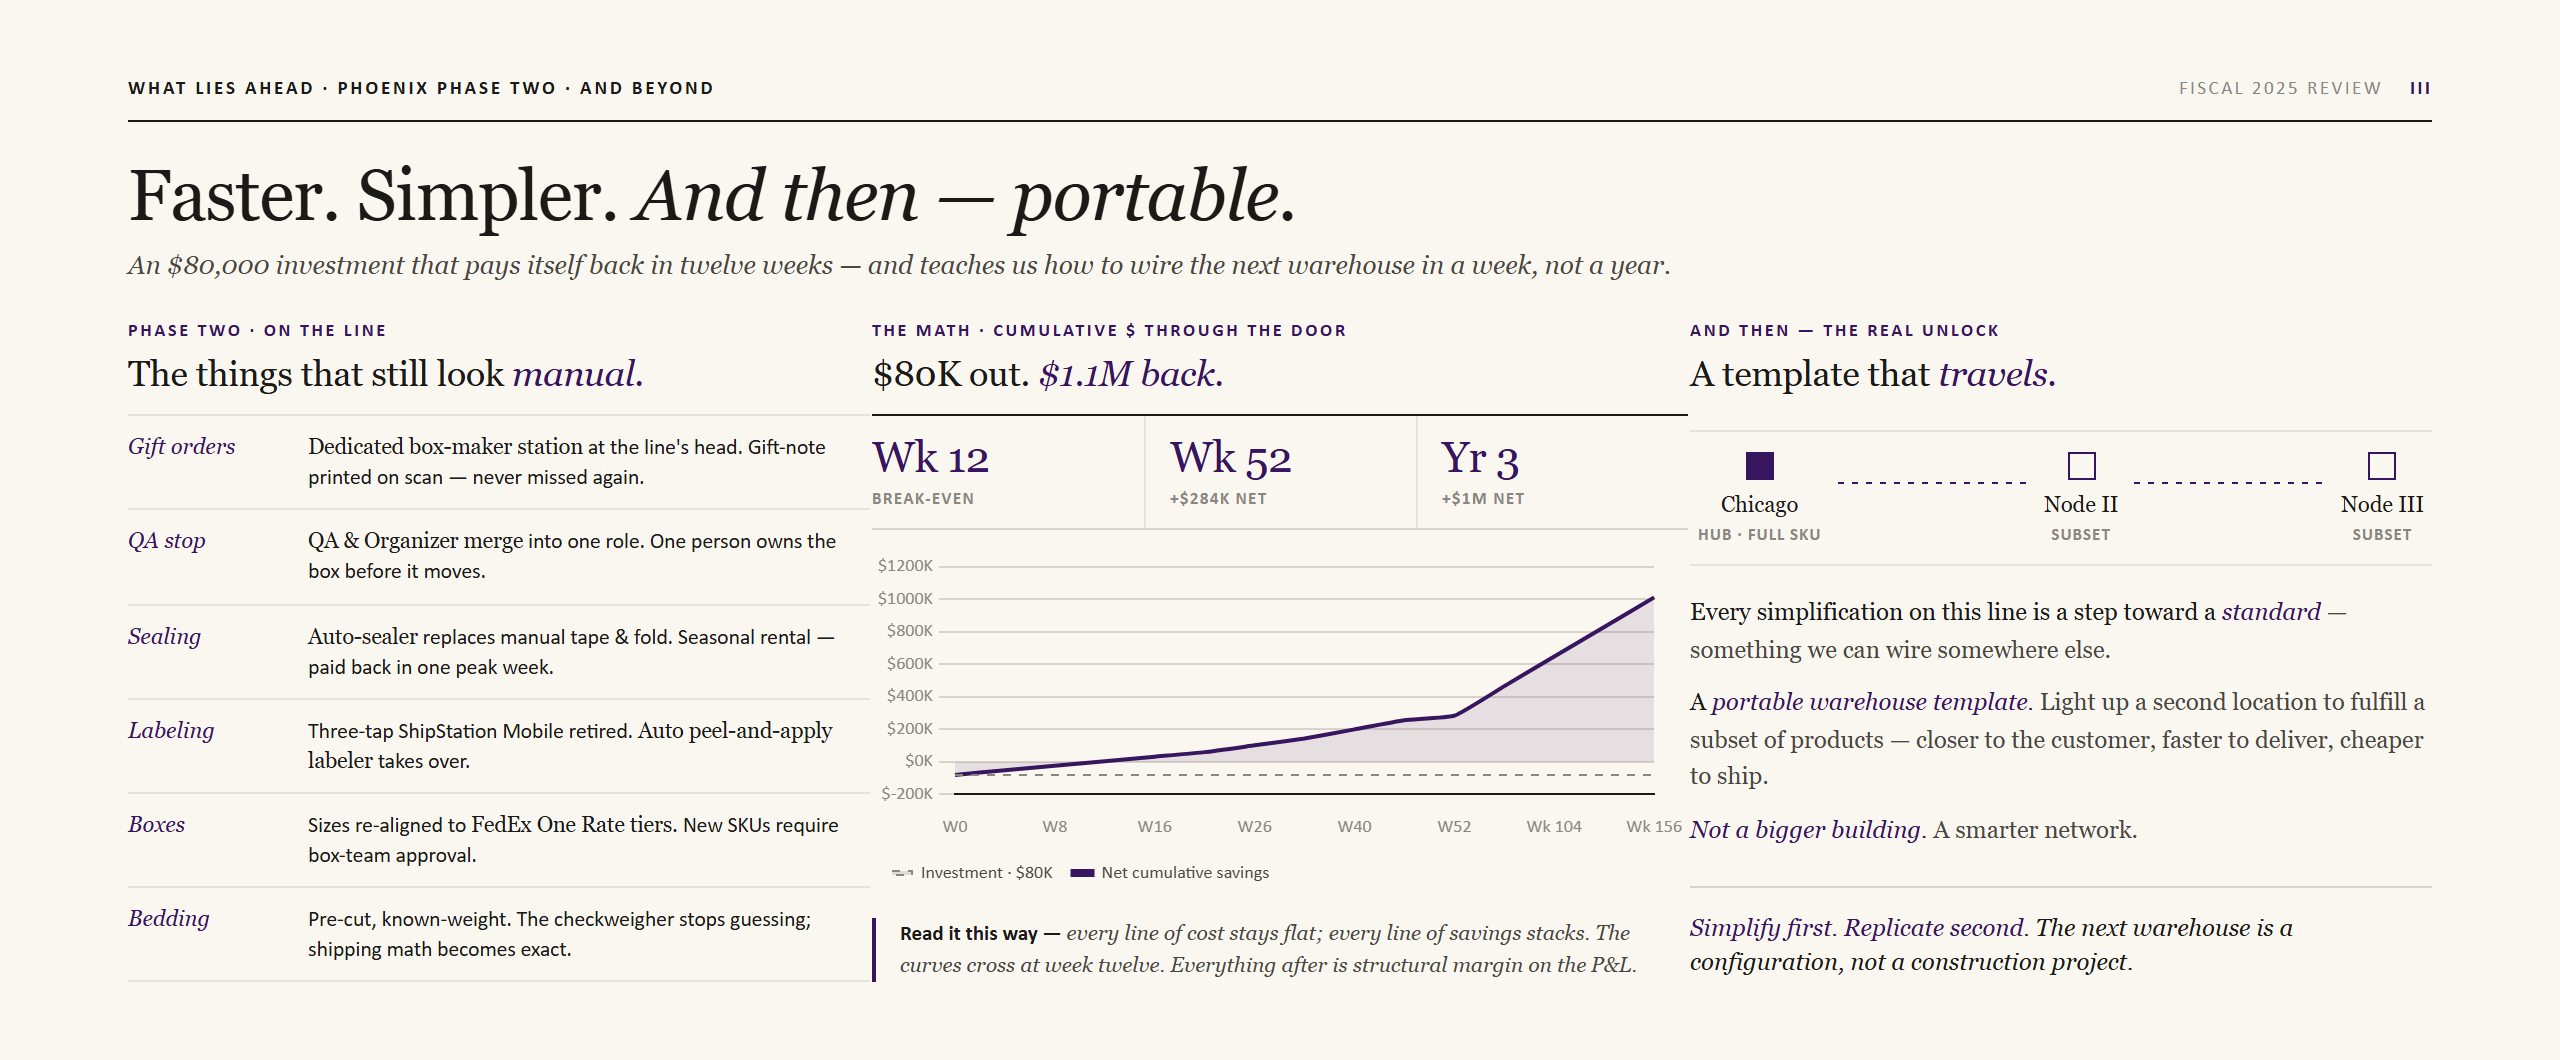 WHAT LIES AHEAD · PHOENIX PHASE TWO · AND BEYOND
FISCAL 2025 REVIEW III
Faster. Simpler. And then — portable.
An $80,000 investment that pays itself back in twelve weeks — and teaches us how to wire the next warehouse in a week, not a year.
PHASE TWO · ON THE LINE
The things that still look manual.
Gift orders
Dedicated box-maker station at the line's head. Gift-note
printed on scan — never missed again.
QA stop
QA & Organizer merge into one role. One person owns the
box before it moves.
Sealing
Auto-sealer replaces manual tape & fold. Seasonal rental —
paid back in one peak week.
Labeling
Three-tap ShipStation Mobile retired. Auto peel-and-apply
labeler takes over.
Boxes
Sizes re-aligned to FedEx One Rate tiers. New SKUs require
box-team approval.
Bedding
Pre-cut, known-weight. The checkweigher stops guessing;
shipping math becomes exact.
THE MATH · CUMULATIVE $ THROUGH THE DOOR
$80K out. $1.1M back.
Wk 12
BREAK-EVEN
Wk 52
+$284K NET
Yr 3
+$1M NET
$1200K
$1000K
$800K
$600K
$400K
$200K
$0K
$-200K
W0 W8 W16 W26 W40 W52 Wk 104 Wk 156
Investment · $80K Net cumulative savings
Read it this way — every line of cost stays flat; every line of savings stacks. The
curves cross at week twelve. Everything after is structural margin on the P&L.
AND THEN — THE REAL UNLOCK
A template that travels.
Chicago
HUB · FULL SKU
Node II
SUBSET
Node III
SUBSET
Every simplification on this line is a step toward a standard —
something we can wire somewhere else.
A portable warehouse template. Light up a second location to fulfill a
subset of products — closer to the customer, faster to deliver, cheaper
to ship.
Not a bigger building. A smarter network.
Simplify first. Replicate second. The next warehouse is a
configuration, not a construction project.